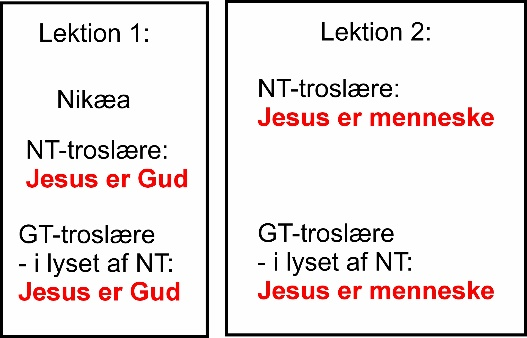 Lektion 1:
Nikæa
NT-troslære:
Jesus er Gud
GT-troslære
- i lyset af NT:
Jesus er Gud
Lektion 2:
NT-troslære:
Jesus er menneske
GT-troslære
- i lyset af NT:
Jesus er menneske